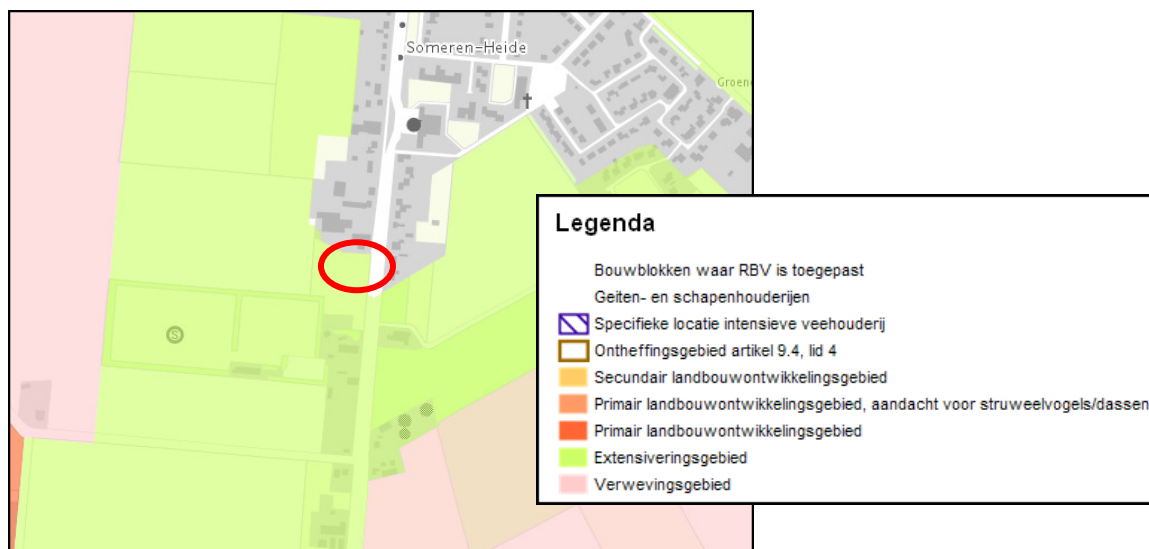 Someren-Heide
Groene
S
Legenda
Bouwblokken waar RBV is toegepast
Geiten- en schapenhouderijen
Specifieke locatie intensieve veehouderij
Ontheffingsgebied artikel 9.4, lid 4
Secundair landbouwontwikkelingsgebied
Primair landbouwontwikkelingsgebied, aandacht voor struweelvogels/dassen
Primair landbouwontwikkelingsgebied
Extensiveringsgebied
Verwevingsgebied